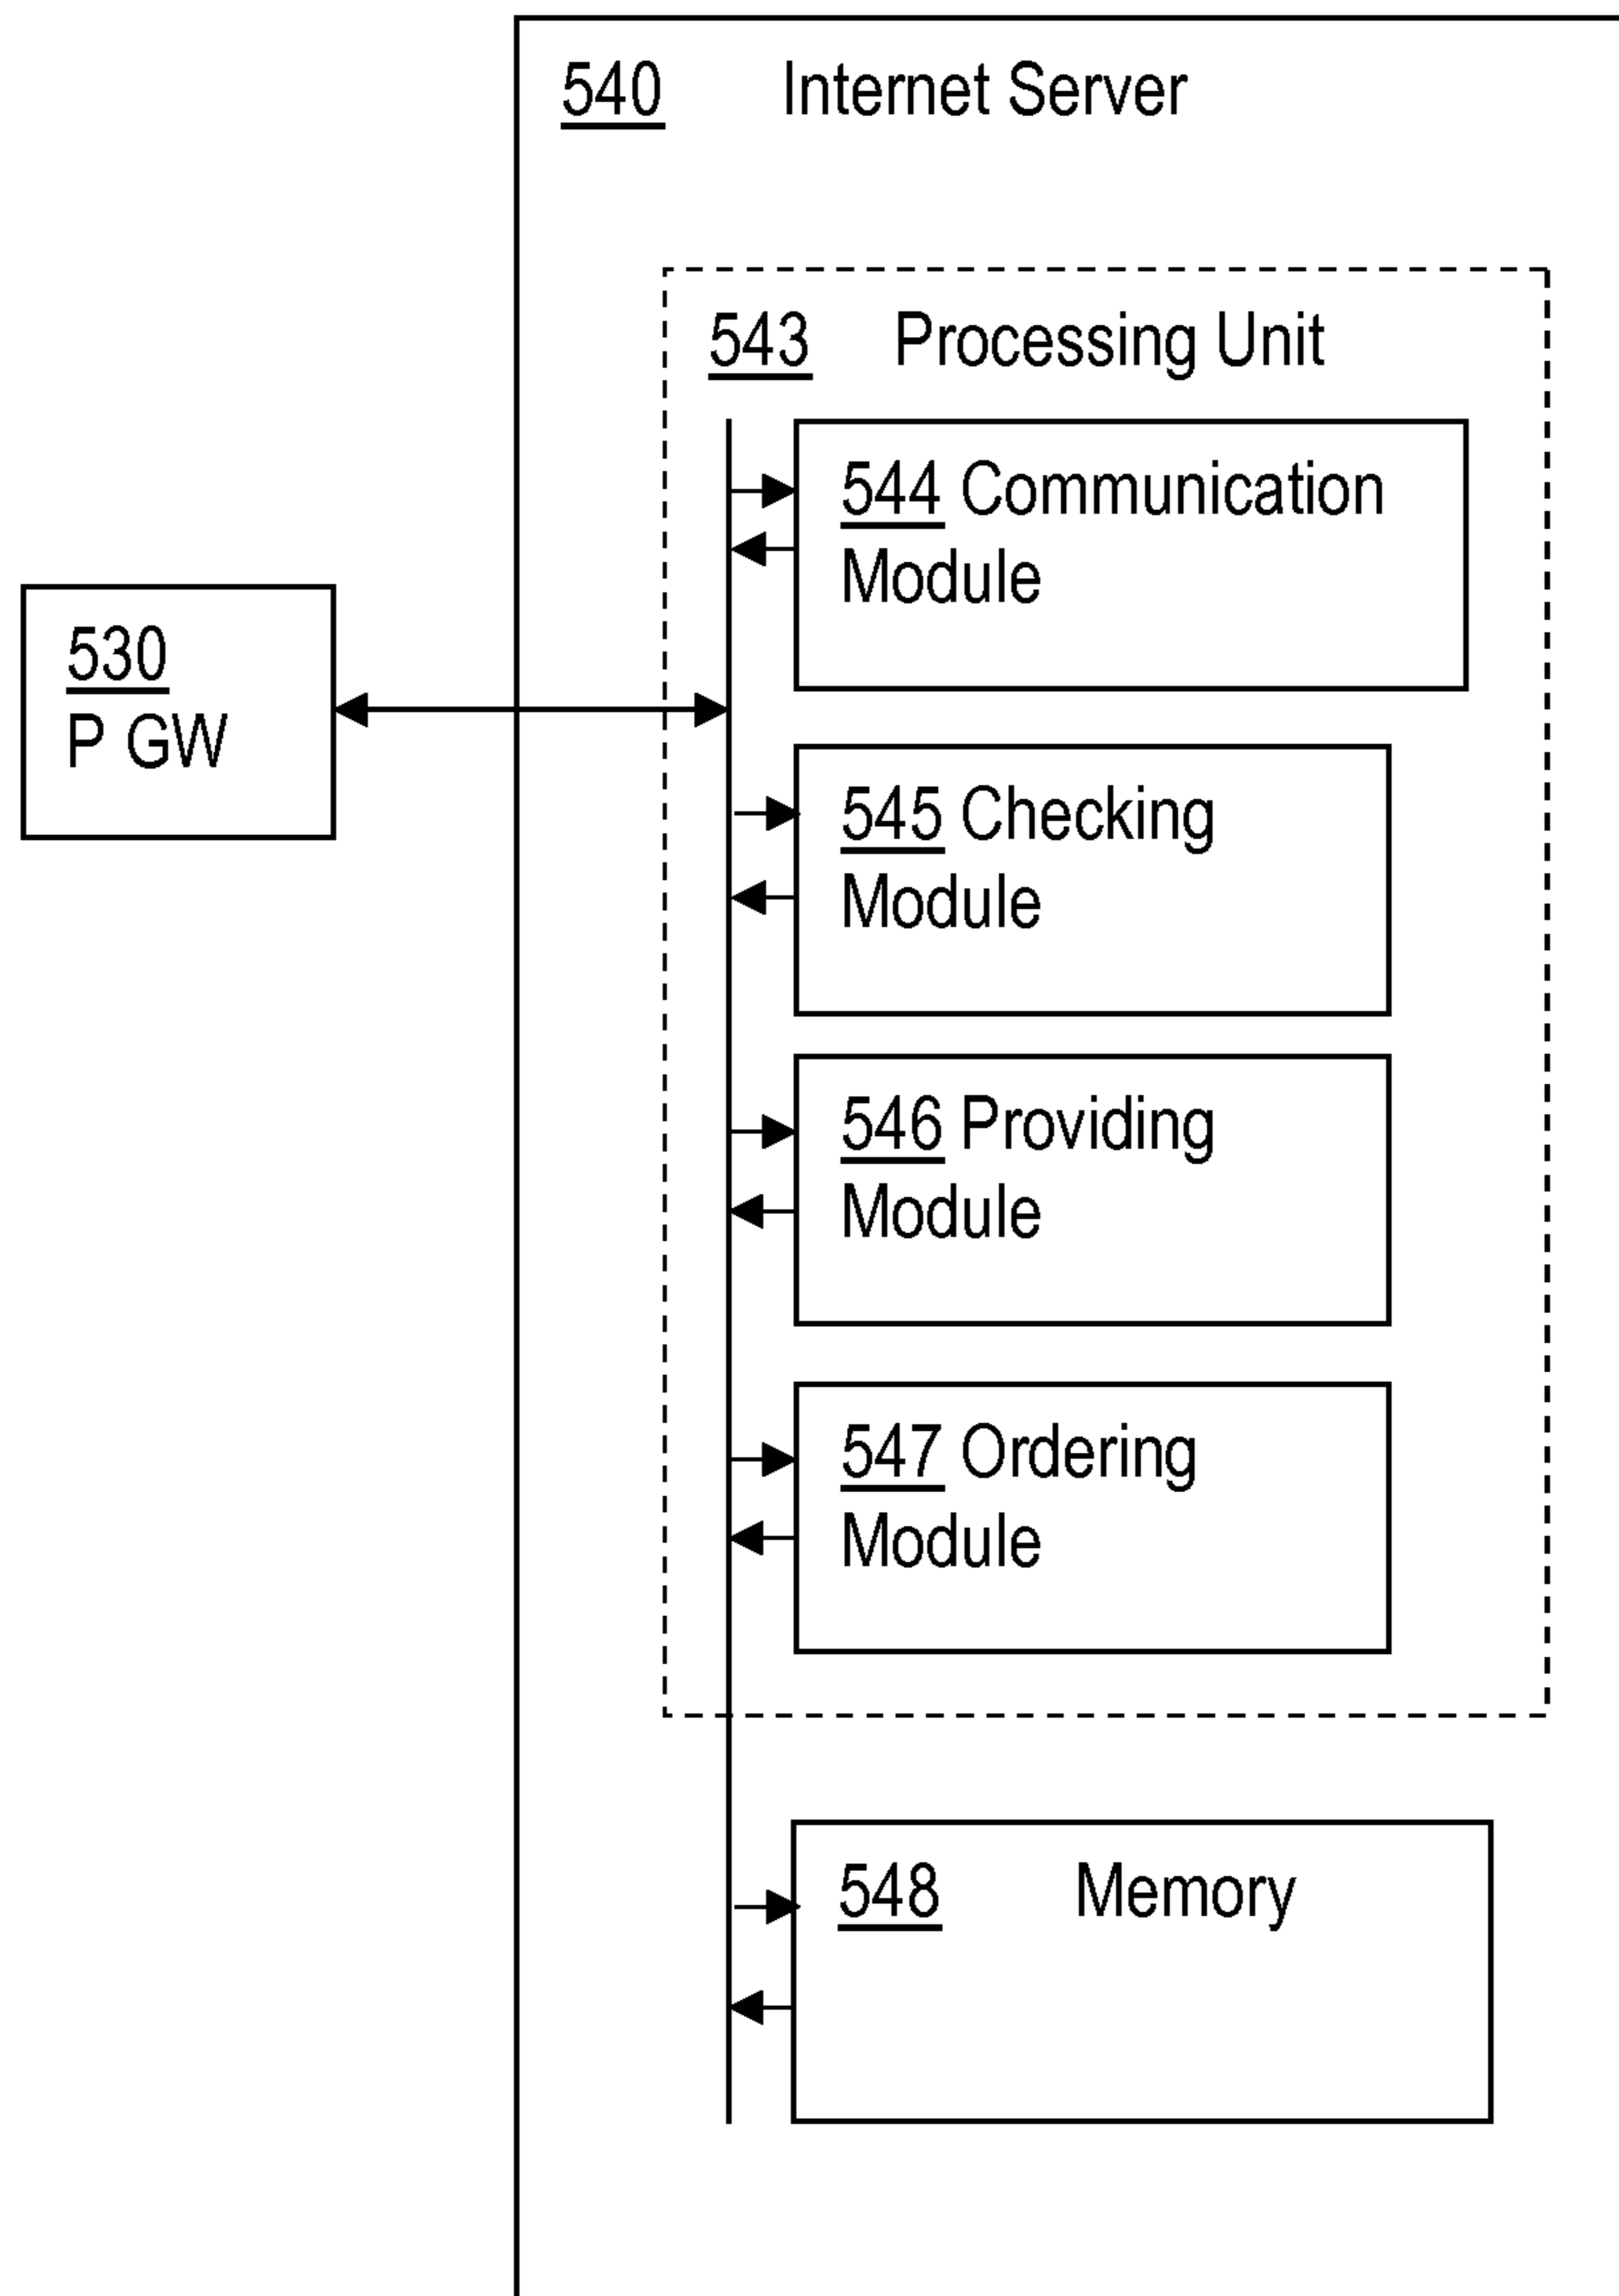 540 Internet Server
543 Processing Unit
544 Communication
Module
530
P GW
545 Checking
Module
546 Providing
Module
547 Ordering
Module
548 Memory